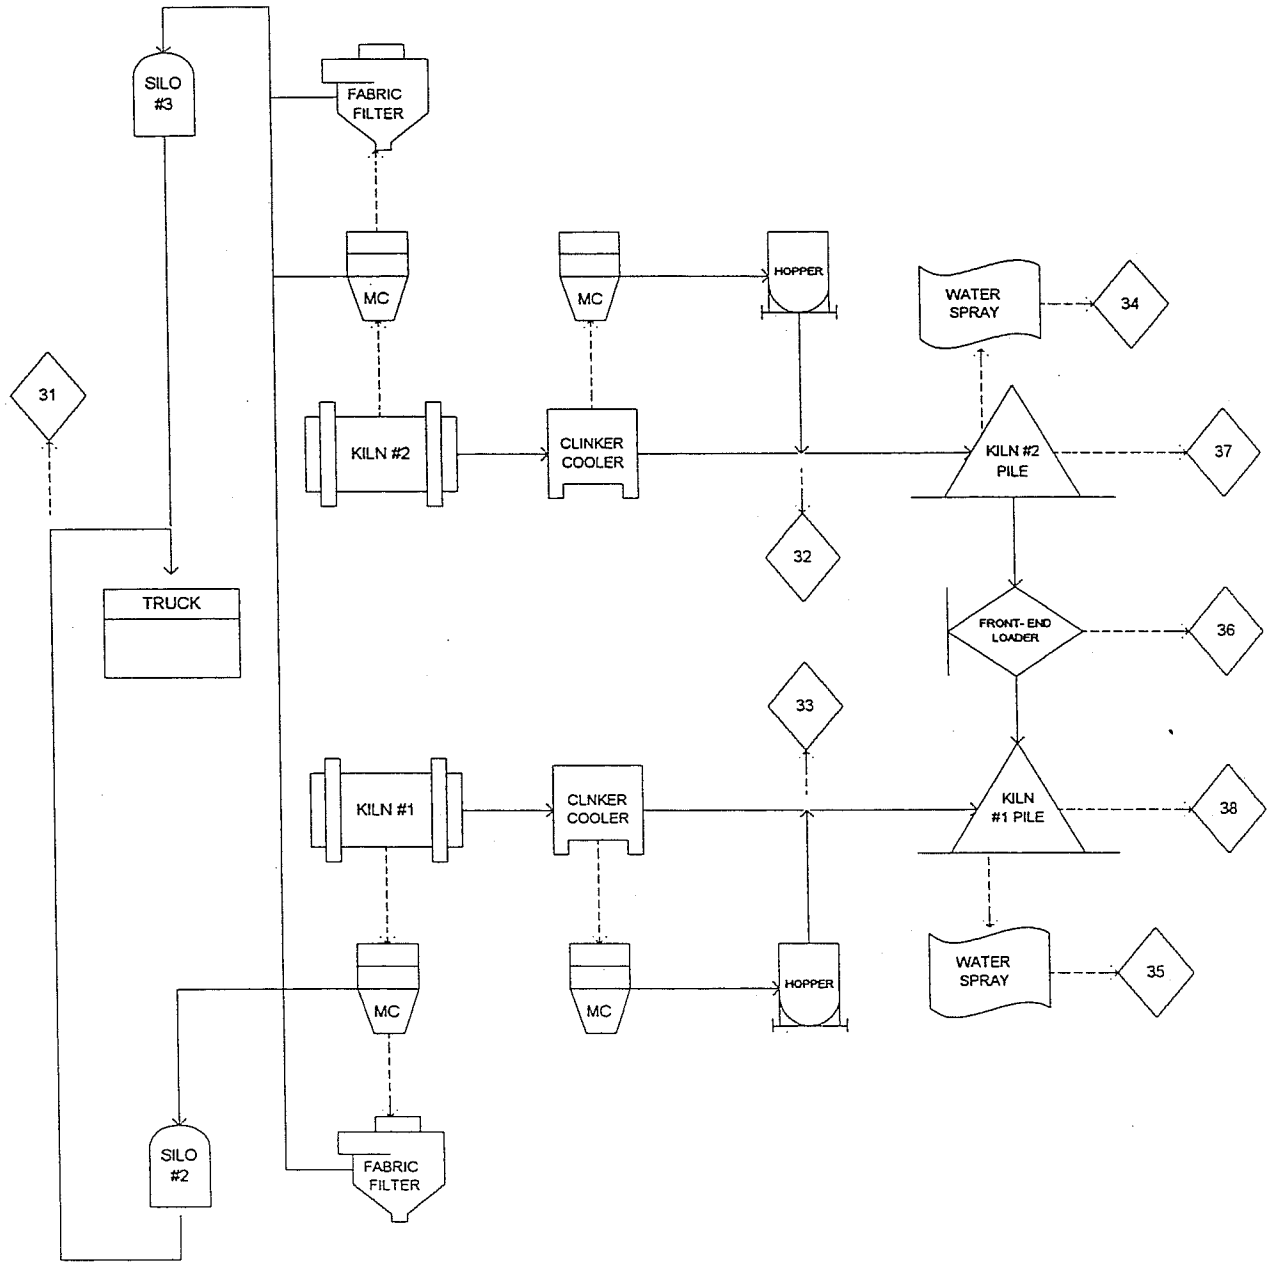 SILO
#3
FABRIC
FILTER
MC
MC
HOPPER
WATER
SPRAY
34
31
KILN #2
CLINKER
COOLER
KILN #2
PILE
37
32
TRUCK
FRONT-END
LOADER
36
33
KILN #1
CLNKER
COOLER
KILN
#1 PILE
38
MC
MC
HOPPER
WATER
SPRAY
35
SILO
#2
FABRIC
FILTER